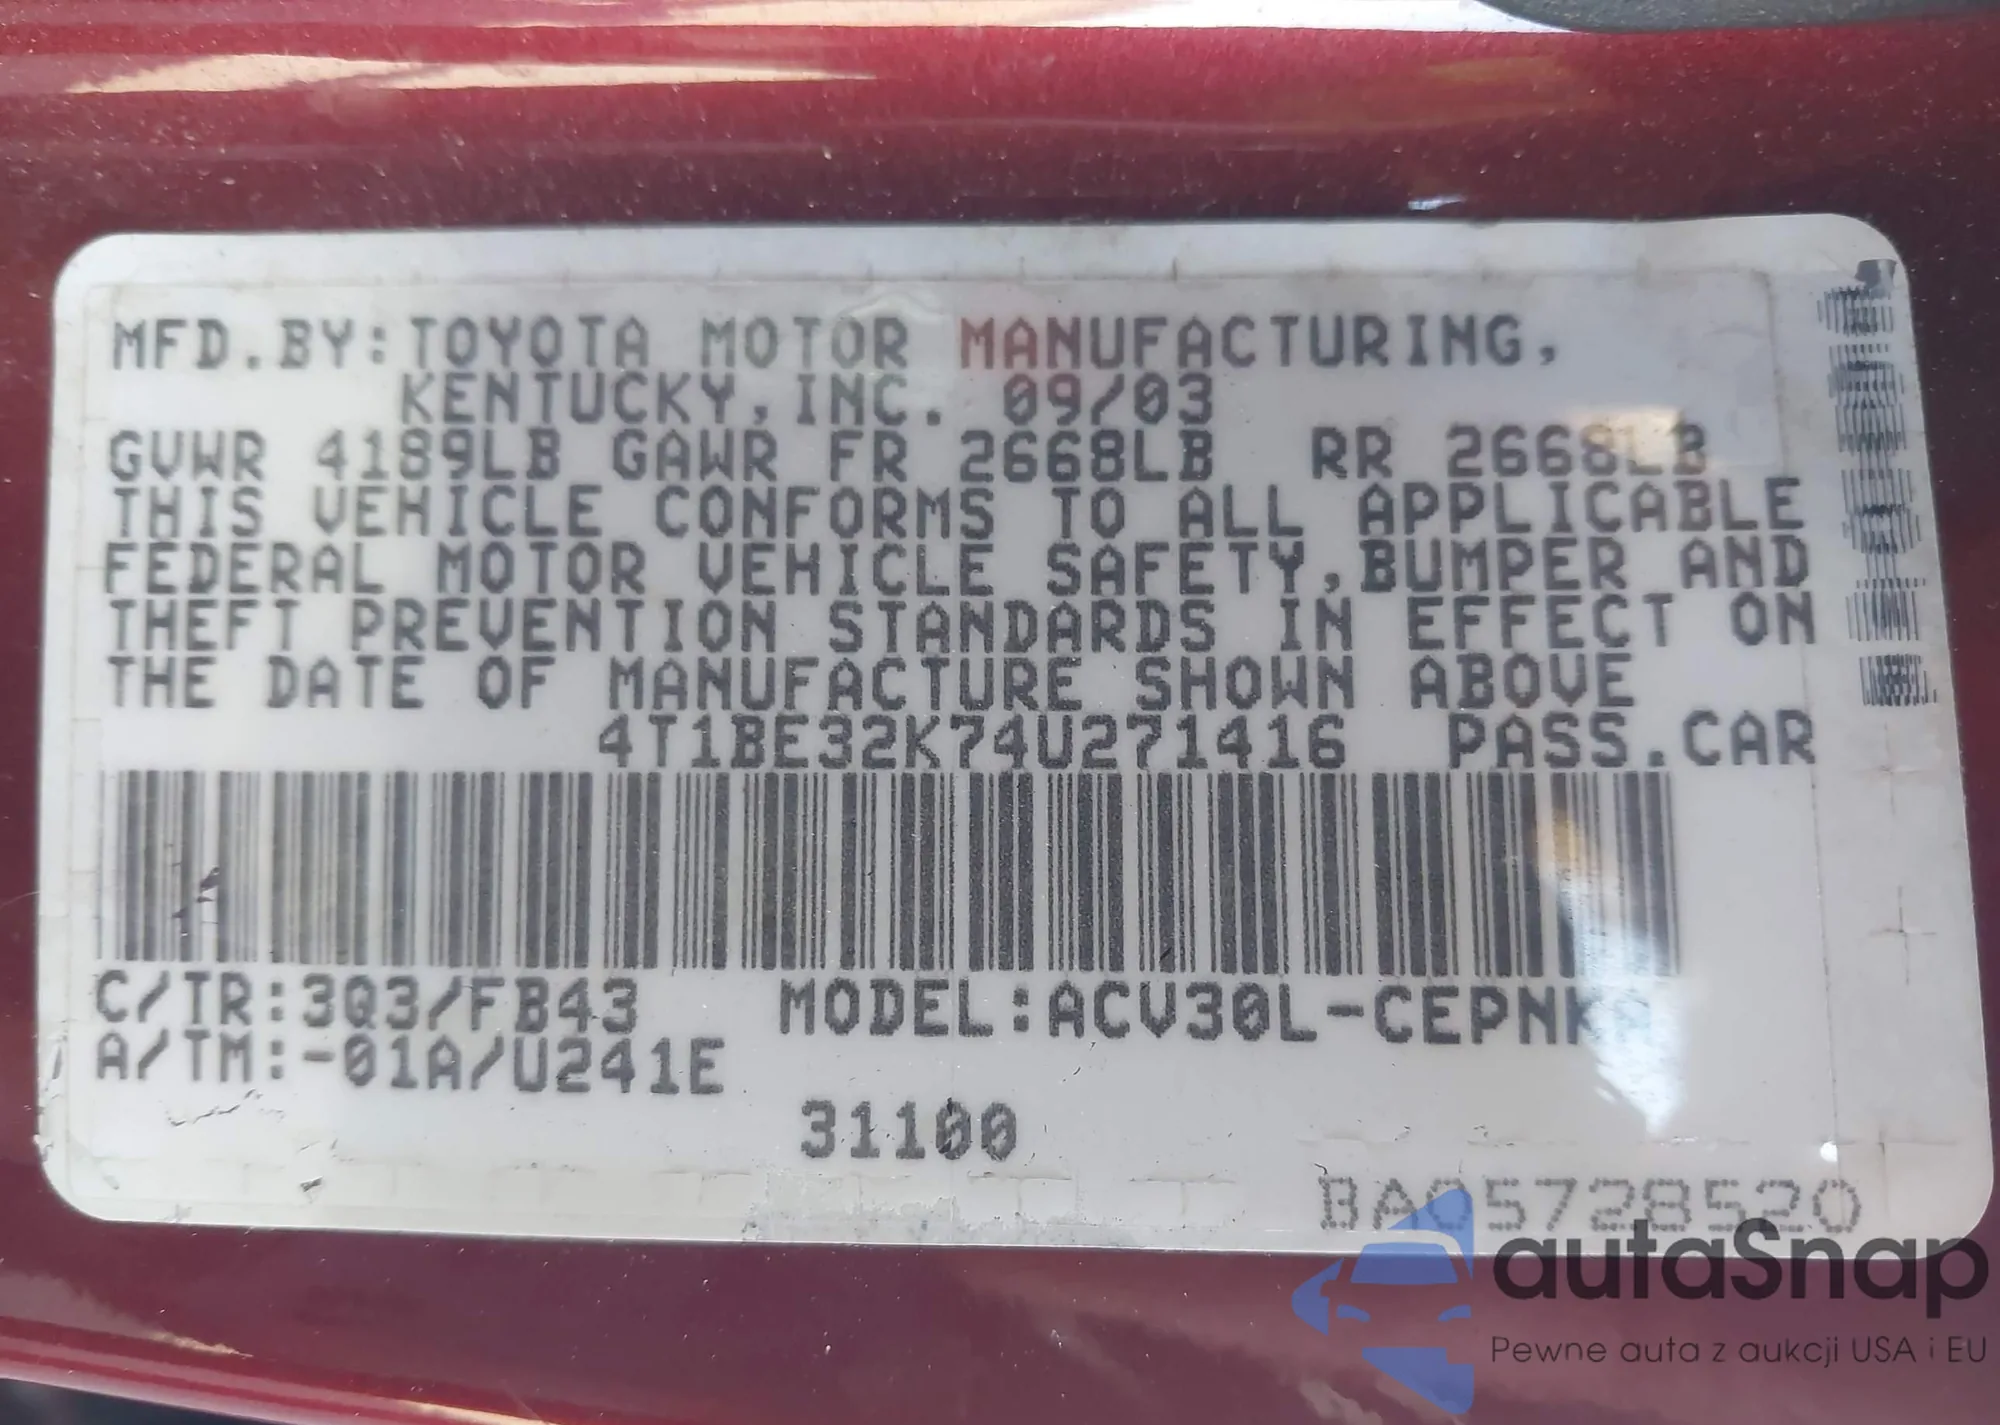 MFD.BY:TOYOTA MOTOR MANUFACTURING,
KENTUCKY,INC. 09/03
GVWR 4189LB GAWR FR 2668LB RR 2668LB
THIS VEHICLE CONFORMS TO ALL APPLICABLE
FEDERAL MOTOR VEHICLE SAFETY,BUMPER AND
THEFT PREVENTION STANDARDS IN EFFECT ON
THE DATE OF MANUFACTURE SHOWN ABOVE
4T1BE32K74U271416 PASS.CAR
C/TR:3Q3/FB43 MODEL:ACV30L-CEPNKA
A/TM:-01A/U241E
31100
BA05728520
autaSnap
Pewne auta z aukcji USA i EU